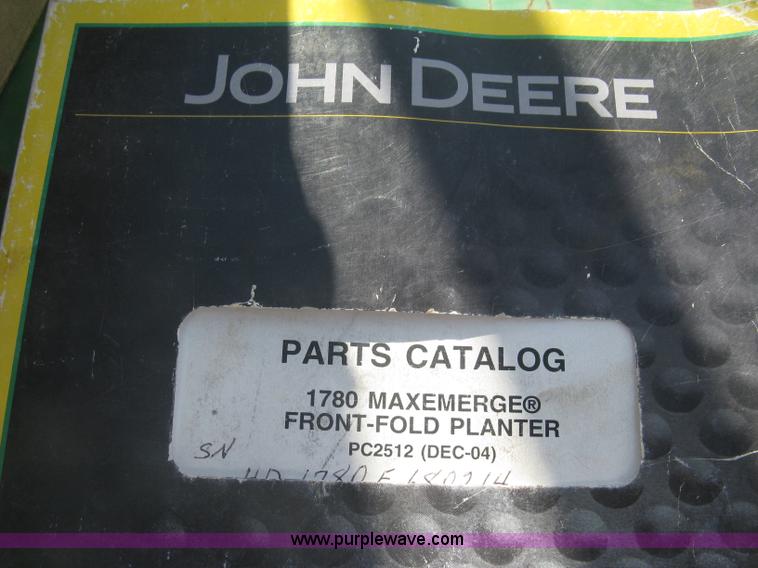 JOHN DEERE
PARTS CATALOG
1780 MAXEMERGE®
FRONT-FOLD PLANTER
PC2512 (DEC-04)
SN
www.purplewave.com